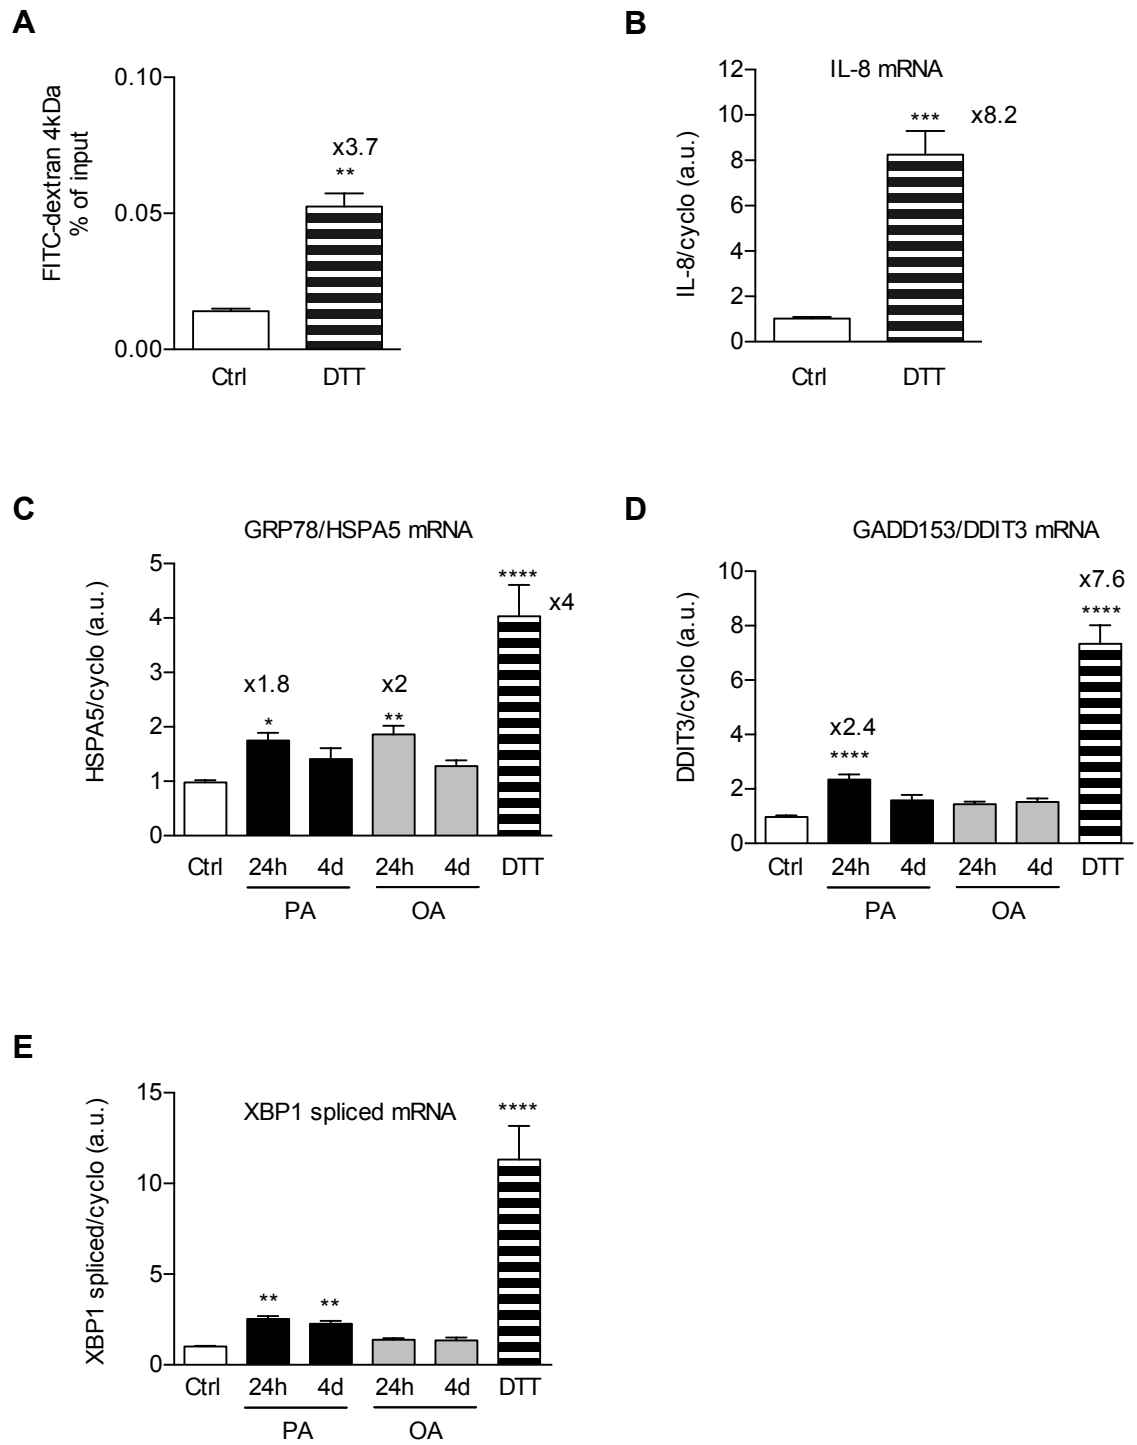 A
FITC-dextran 4kDa
% of input
0.10
0.05
0.00
x3.7
**
Ctrl DTT
B
IL-8 mRNA
IL-8/cyclo (a.u.)
12
10
8
6
4
2
0
***
x8.2
Ctrl DTT
C
GRP78/HSPA5 mRNA
HSPA5/cyclo (a.u.)
5
4
3
2
1
0
x1.8
*
x2
**
****
x4
Ctrl 24h 4d 24h 4d DTT
PA OA
D
GADD153/DDIT3 mRNA
DDIT3/cyclo (a.u.)
10
8
6
4
2
0
x2.4
****
x7.6
****
Ctrl 24h 4d 24h 4d DTT
PA OA
E
XBP1 spliced mRNA
XBP1 spliced/cyclo (a.u.)
15
10
5
0
**
**
****
Ctrl 24h 4d 24h 4d DTT
PA OA